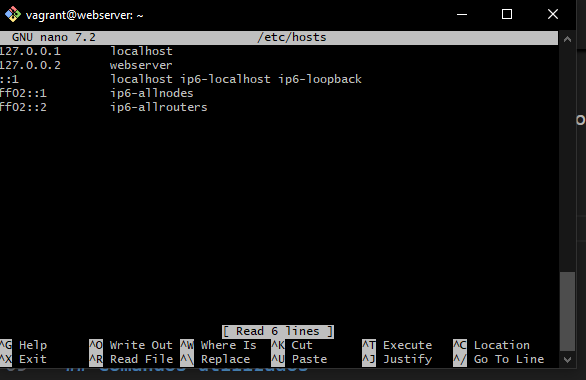 vagrant@webserver: ~
GNU nano 7.2 /etc/hosts
127.0.0.1 localhost
127.0.0.2 webserver
::1 localhost ip6-localhost ip6-loopback
ff02::1 ip6-allnodes
ff02::2 ip6-allrouters
[ Read 6 lines ]
^G Help ^O Write Out ^W Where Is ^K Cut ^T Execute ^C Location
^X Exit ^R Read File ^\ Replace ^U Paste ^J Justify ^/ Go To Line